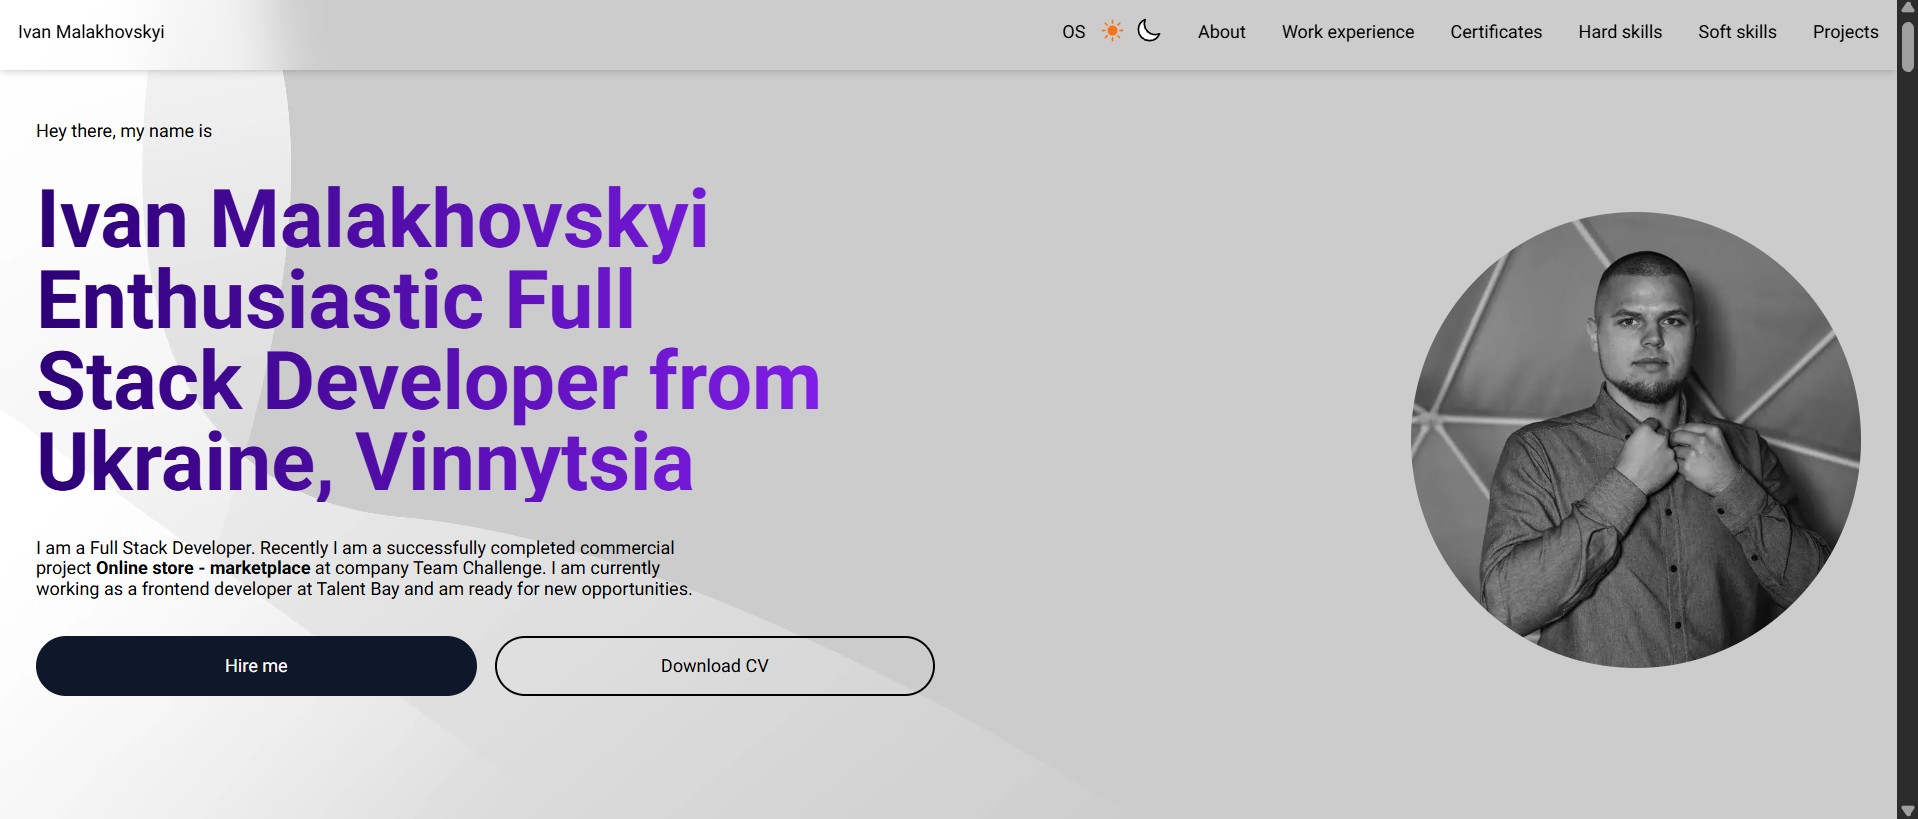 Ivan Malakhovskyi
OS
About
Work experience
Certificates
Hard skills
Soft skills
Projects
Hey there, my name is
Ivan Malakhovskyi
Enthusiastic Full
Stack Developer from
Ukraine, Vinnytsia
I am a Full Stack Developer. Recently I am a successfully completed commercial
project Online store - marketplace at company Team Challenge. I am currently
working as a frontend developer at Talent Bay and am ready for new opportunities.
Hire me
Download CV